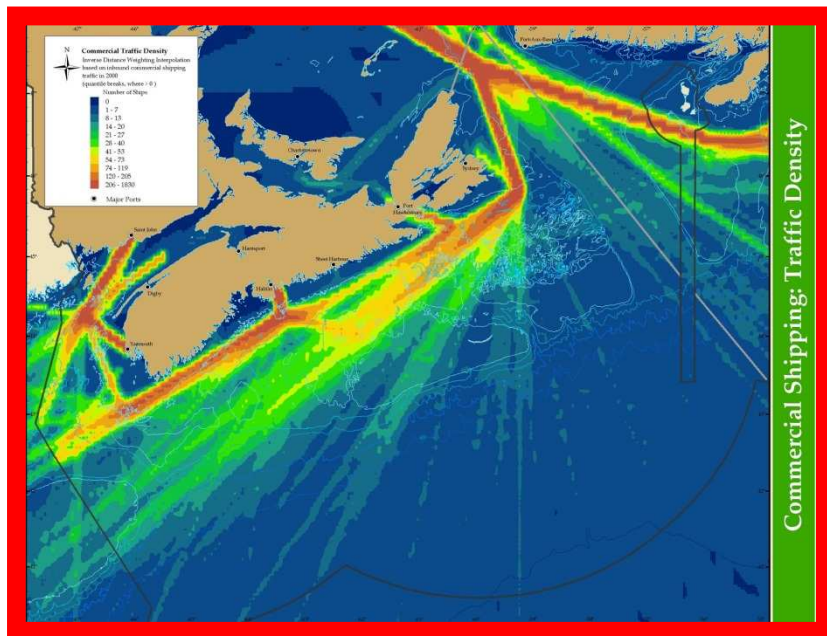 Commercial Traffic Density
Inverse Distance Weighting Interpolation
based on inbound commercial shipping
traffic in 2000
(quantile breaks, where > 0 )
Number of Ships
0
1 - 7
8 - 13
14 - 20
21 - 27
28 - 40
41 - 53
54 - 73
74 - 119
120 - 205
206 - 1830
Major Ports
N
Charlottetown
Sydney
Port
Hawkesbury
Saint John
Hantsport
Sheet Harbour
Digby
Halifax
Yarmouth
Commercial Shipping: Traffic Density